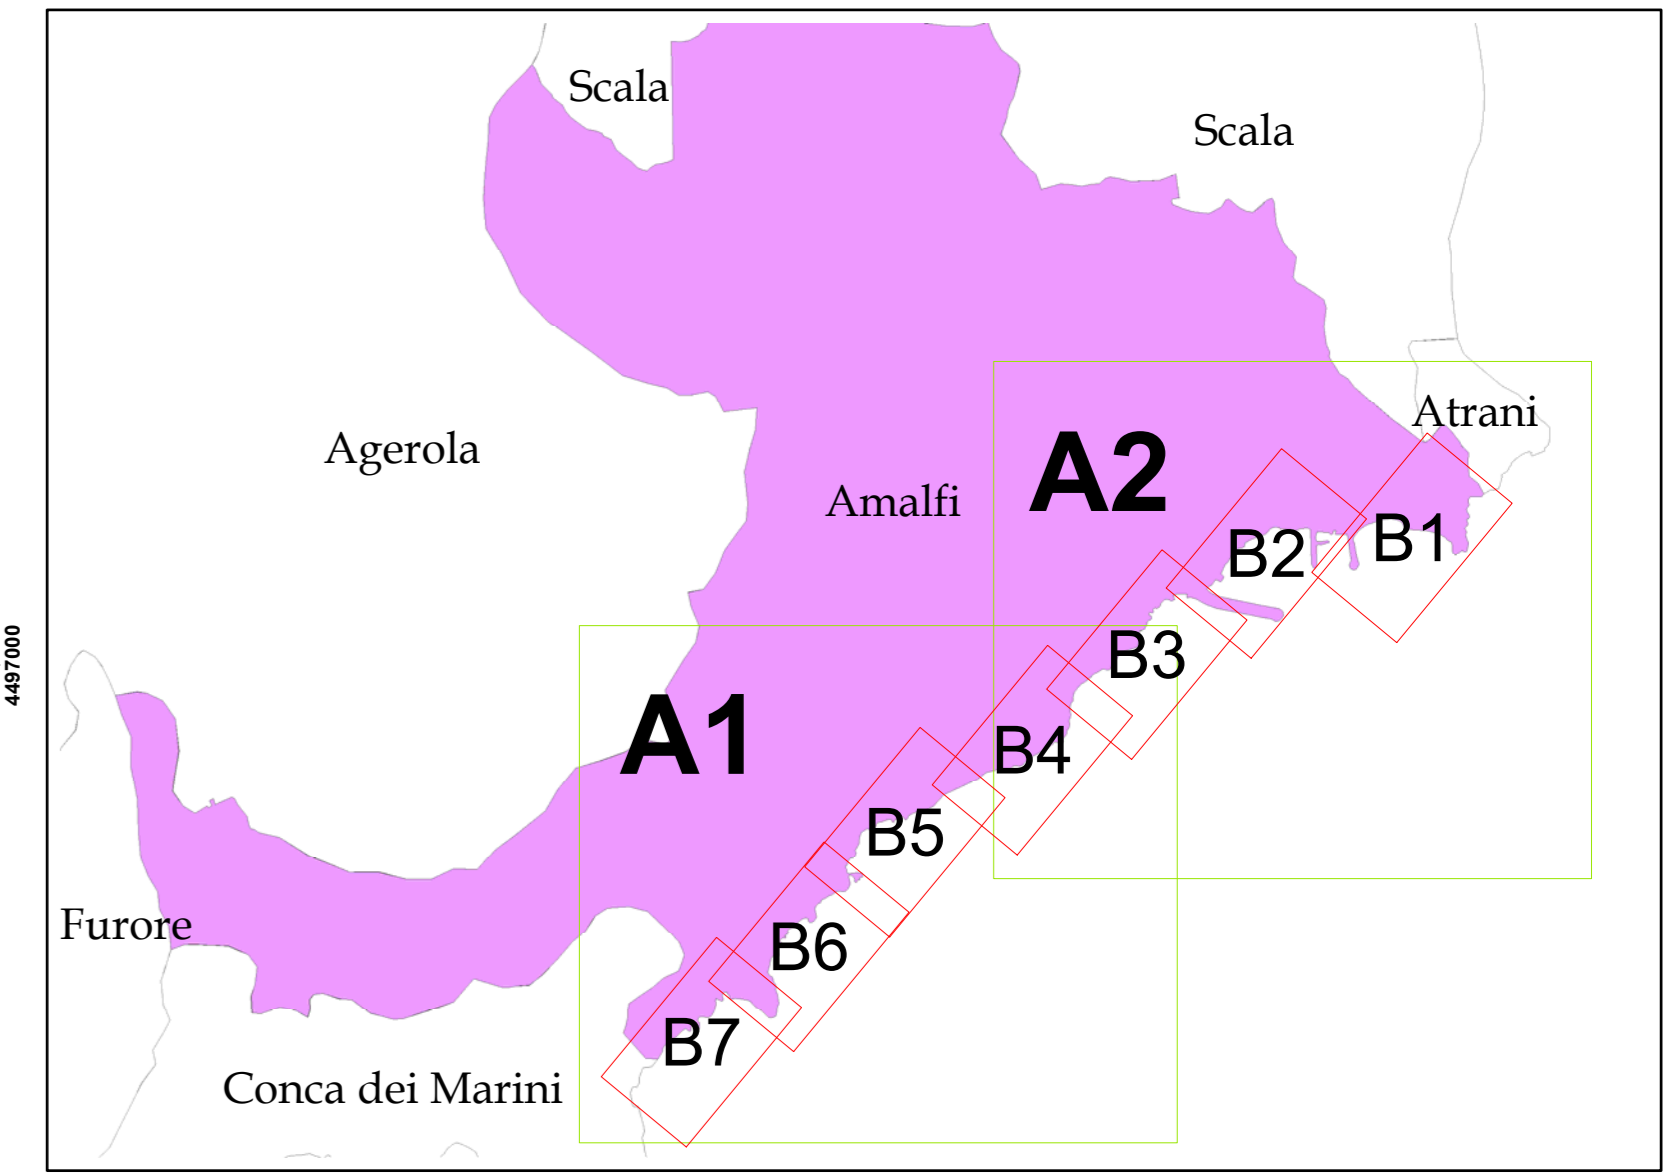 Scala
Scala
Atrani
Agerola
A2
Amalfi
B1
B2
4497000
B3
A1
B4
B5
Furore
B6
B7
Conca dei Marini